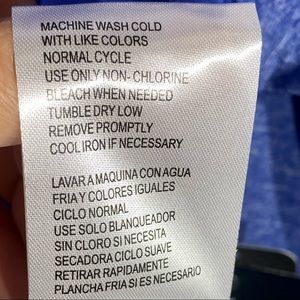 MACHINE WASH COLD
WITH LIKE COLORS
NORMAL CYCLE
USE ONLY NON- CHLORINE
BLEACH WHEN NEEDED
TUMBLE DRY LOW
REMOVE PROMPTLY
COOL IRON IF NECESSARY
LAVAR A MAQUINA CON AGUA
FRIA Y COLORES IGUALES
CICLO NORMAL
USE SOLO BLANQUEADOR
SIN CLORO SI NECESITA
SECADORA CICLO SUAVE
RETIRAR RAPIDAMENTE
PLANCHA FRIA SI ES NECESARIO